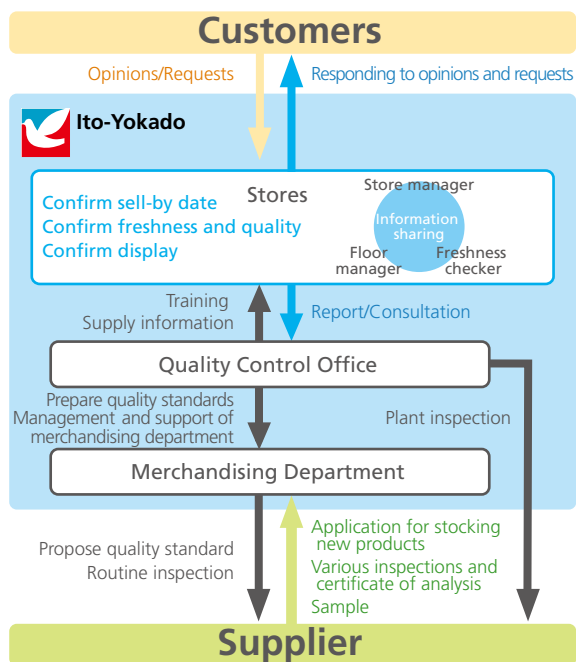 Customers
Opinions/Requests
Responding to opinions and requests
Ito-Yokado
Stores
Confirm sell-by date
Confirm freshness and quality
Confirm display
Store manager
Information
sharing
Floor
manager
Freshness
checker
Training
Supply information
Report/Consultation
Quality Control Office
Prepare quality standards
Management and support of
merchandising department
Plant inspection
Merchandising Department
Propose quality standard
Routine inspection
Application for stocking
new products
Various inspections and
certificate of analysis
Sample
Supplier